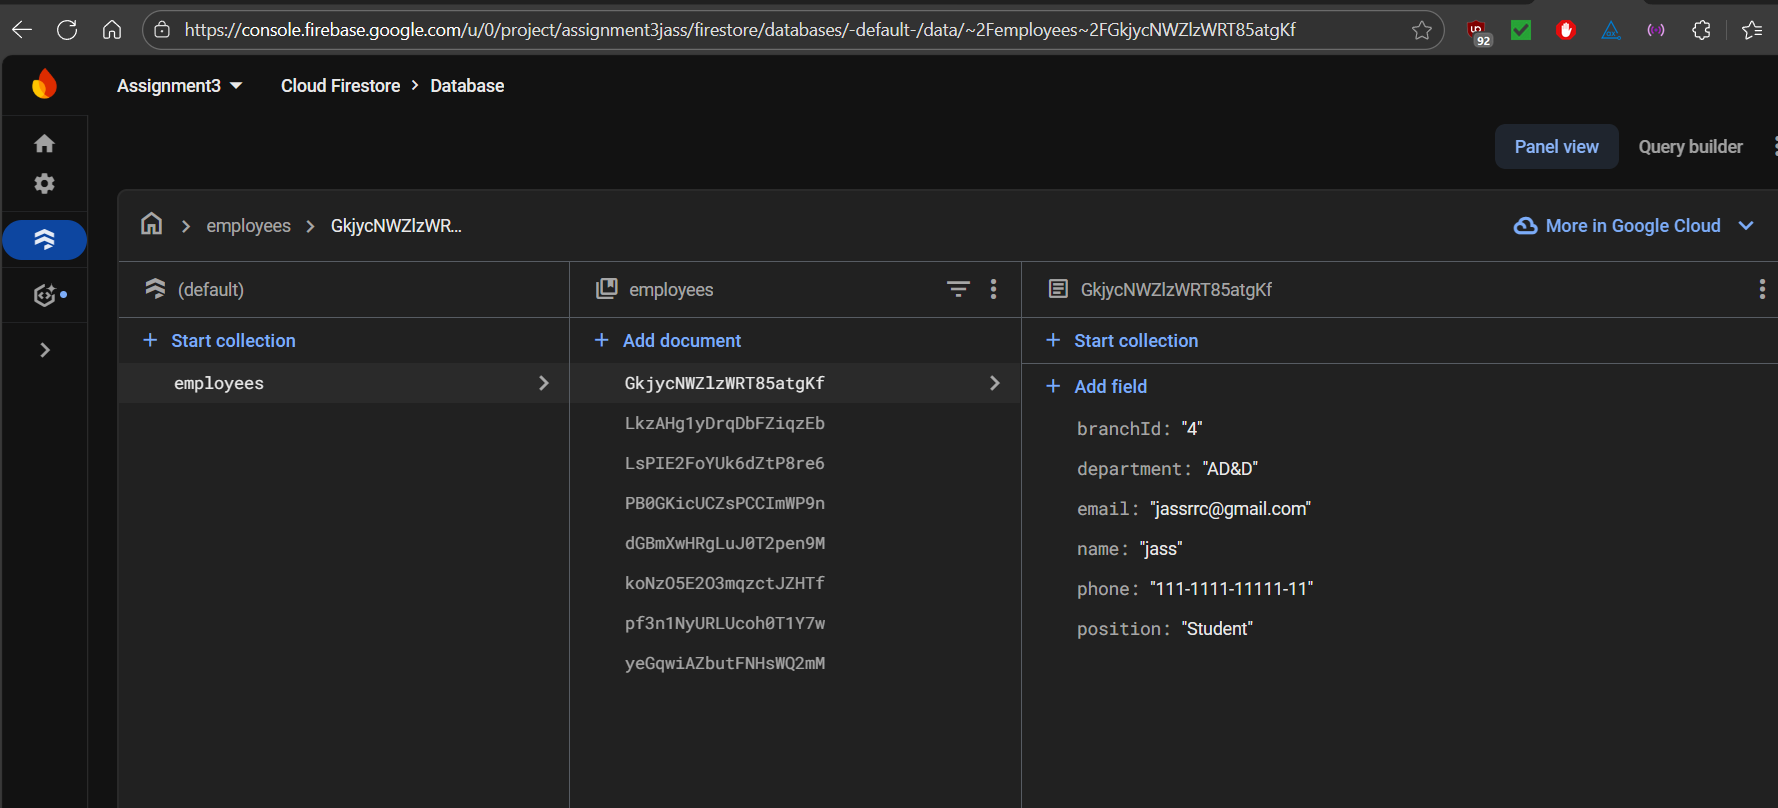 https://console.firebase.google.com/u/0/project/assignment3jass/firestore/databases/-default-/data/~2Femployees~2FGkjycNWZlzWRT85atgKf
92
Assignment3
Cloud Firestore > Database
Panel view
Query builder
employees
GkjycNWZlzWR...
More in Google Cloud
(default)
employees
GkjycNWZlzWRT85atgKf
+ Start collection
+ Add document
+ Start collection
employees
GkjycNWZlzWRT85atgKf
LkzAHg1yDrqDbFZiqzEb
LsPIE2FoYUk6dZtP8re6
PB0GKicUCZsPCCImWP9n
dGBmXwHRgLuJ0T2pen9M
koNzO5E2O3mqzctJZHTf
pf3n1NyURLUcoh0T1Y7w
yeGqwiAZbutFNHsWQ2mM
+ Add field
branchId: "4"
department: "AD&D"
email: "jassrrc@gmail.com"
name: "jass"
phone: "111-1111-11111-11"
position: "Student"